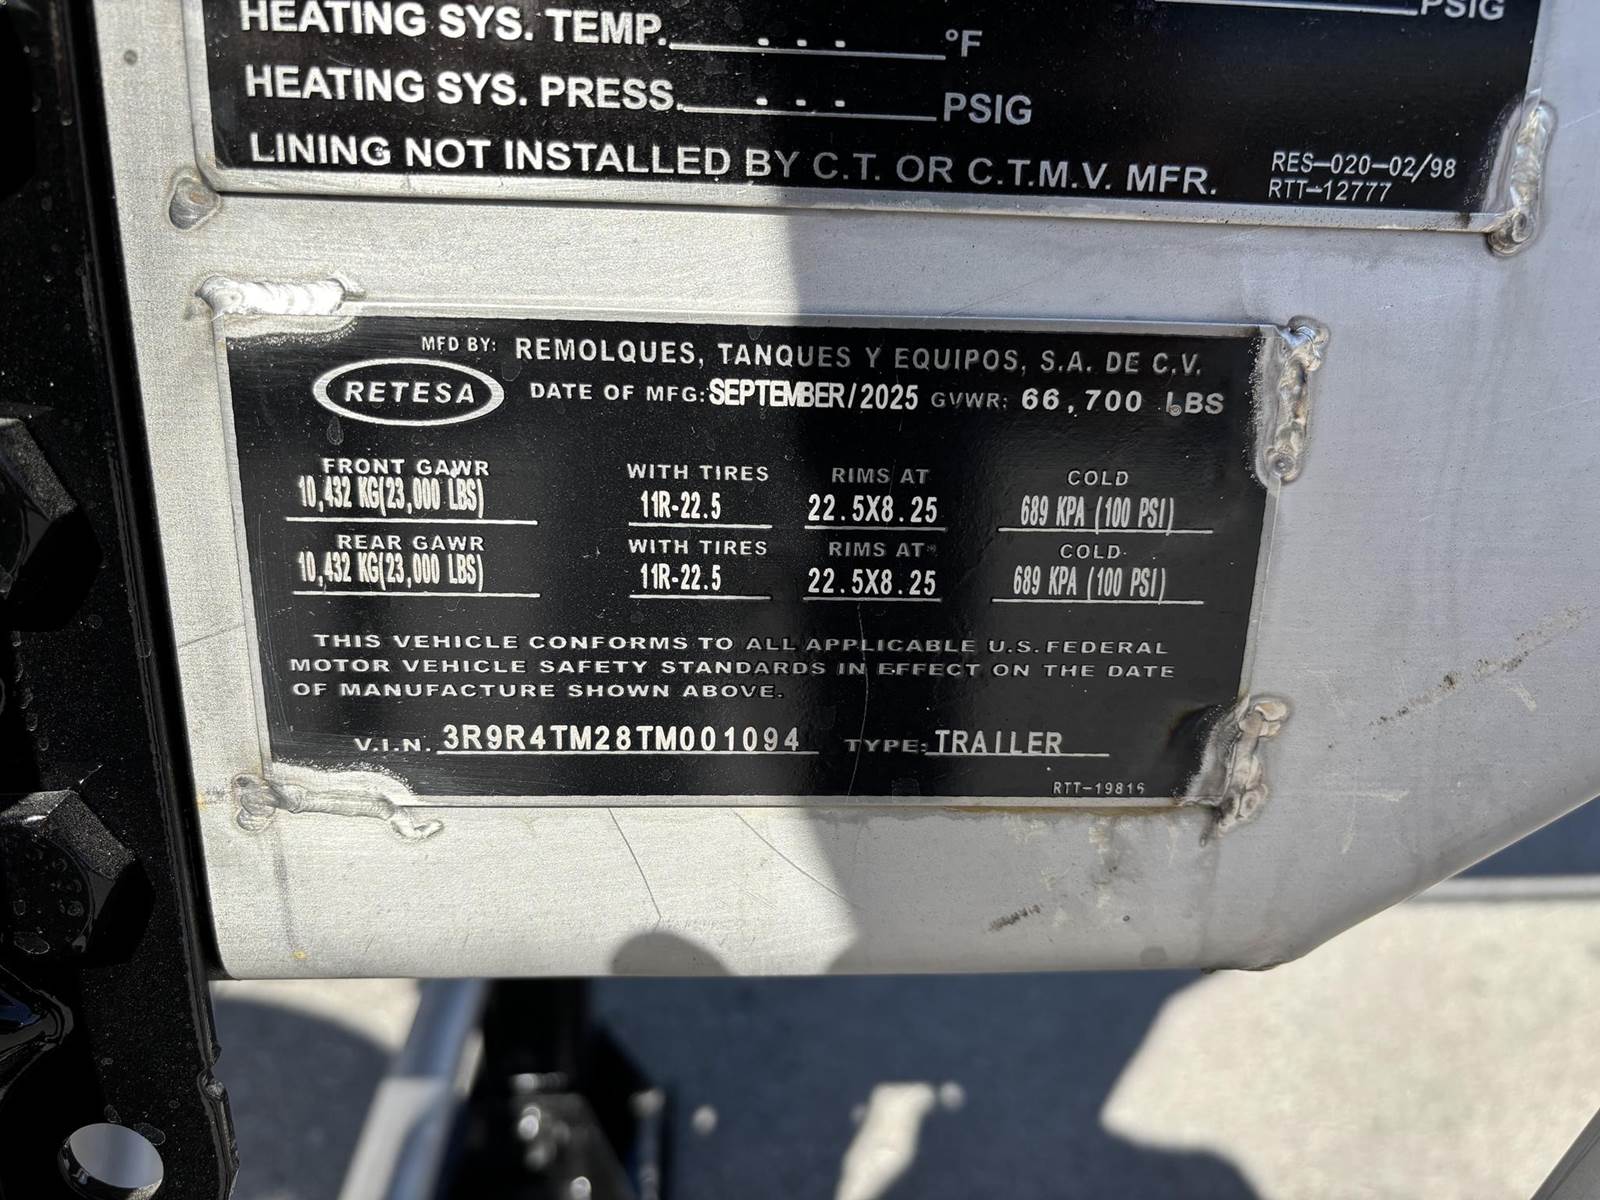 PSIG
HEATING SYS. TEMP. - - - °F
HEATING SYS. PRESS. - - - PSIG
LINING NOT INSTALLED BY C.T. OR C.T.M.V. MFR.
RES-020-02/98
RTT-12777
MFD BY: REMOLQUES, TANQUES Y EQUIPOS, S.A. DE C.V.
RETESA DATE OF MFG: SEPTEMBER/2025 GVWR: 66,700 LBS
FRONT GAWR WITH TIRES RIMS AT COLD
10,432 KG(23,000 LBS) 11R-22.5 22.5X8.25 689 KPA (100 PSI)
REAR GAWR WITH TIRES RIMS AT COLD
10,432 KG(23,000 LBS) 11R-22.5 22.5X8.25 689 KPA (100 PSI)
THIS VEHICLE CONFORMS TO ALL APPLICABLE U.S. FEDERAL
MOTOR VEHICLE SAFETY STANDARDS IN EFFECT ON THE DATE
OF MANUFACTURE SHOWN ABOVE.
V.I.N. 3R9R4TM28TM001094 TYPE: TRAILER
RTT-19816